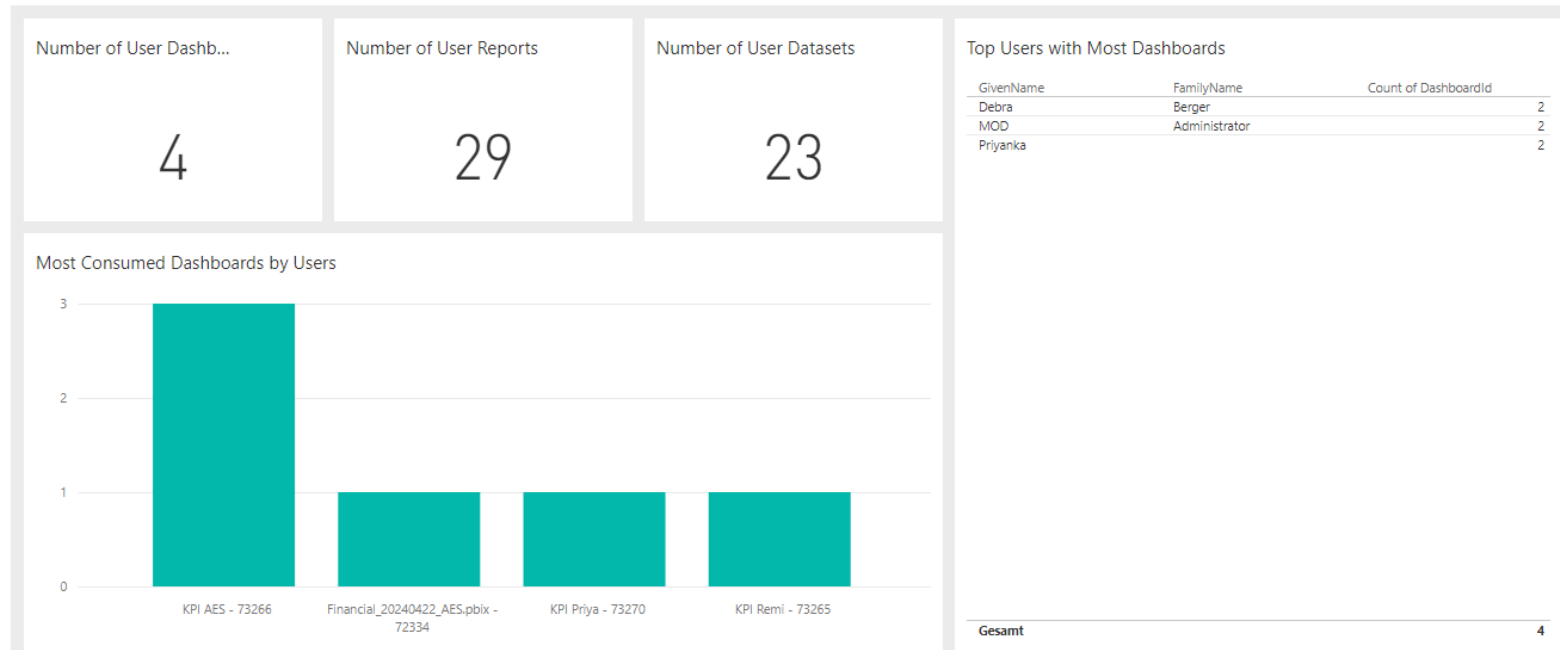 Number of User Dashb...
4
Number of User Reports
29
Number of User Datasets
23
Top Users with Most Dashboards
GivenName FamilyName Count of DashboardId
Debra Berger 2
MOD Administrator 2
Priyanka 2
Gesamt 4
Most Consumed Dashboards by Users
3
2
1
0
KPI AES - 73266
Financial_20240422_AES.pbix -
72334
KPI Priya - 73270
KPI Remi - 73265